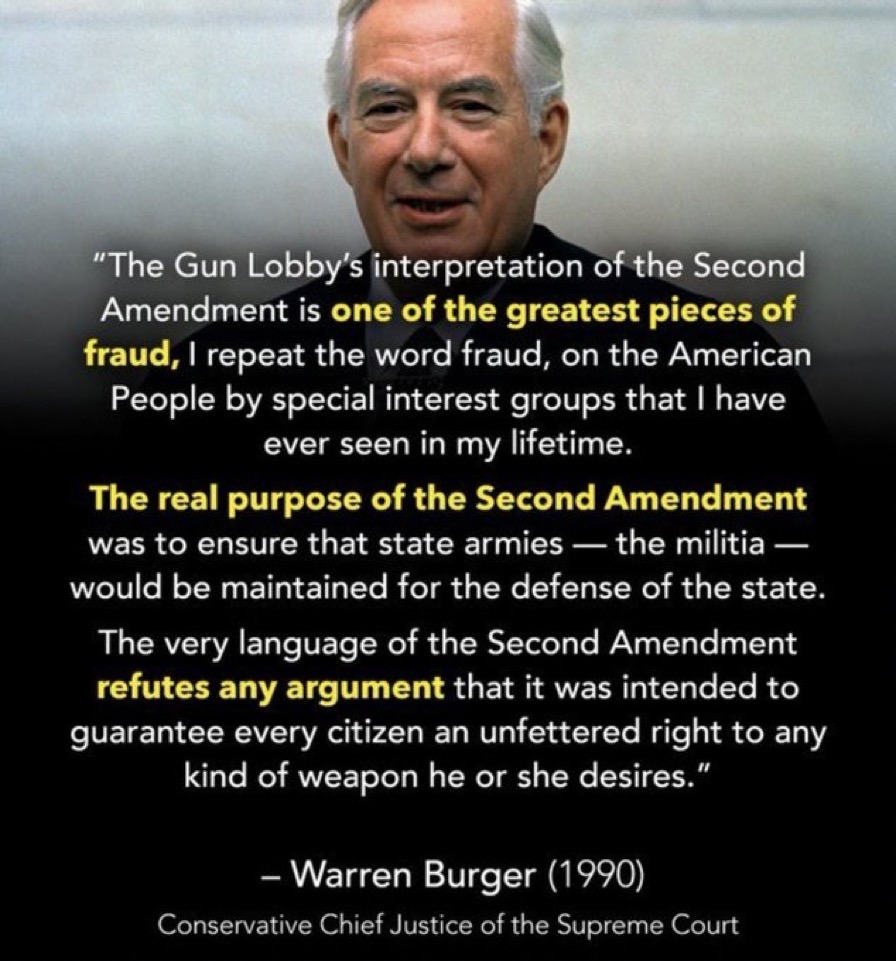 "The Gun Lobby's interpretation of the Second
Amendment is one of the greatest pieces of
fraud, I repeat the word fraud, on the American
People by special interest groups that I have
ever seen in my lifetime.
The real purpose of the Second Amendment
was to ensure that state armies — the militia —
would be maintained for the defense of the state.
The very language of the Second Amendment
refutes any argument that it was intended to
guarantee every citizen an unfettered right to any
kind of weapon he or she desires."
– Warren Burger (1990)
Conservative Chief Justice of the Supreme Court